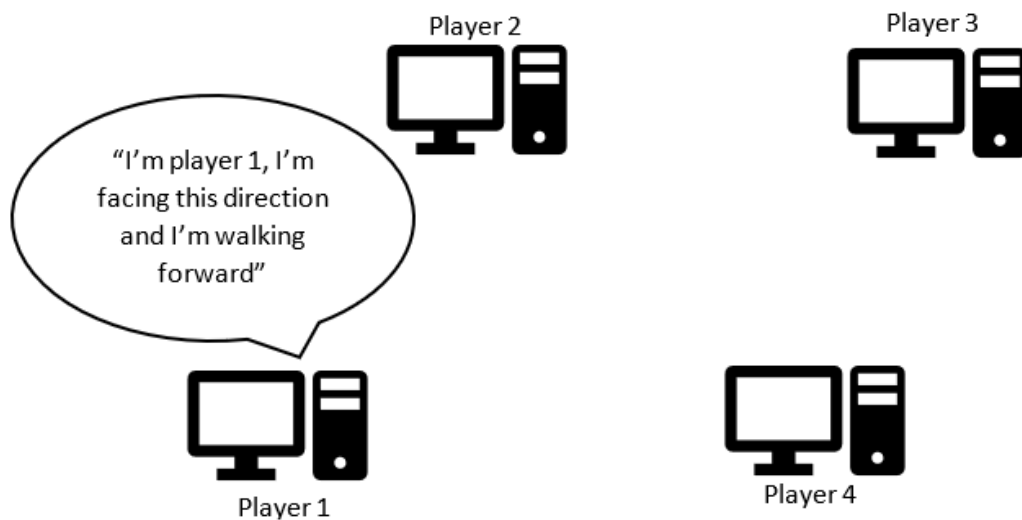 Player 2
Player 3
“I’m player 1, I’m
facing this direction
and I’m walking
forward”
Player 1
Player 4